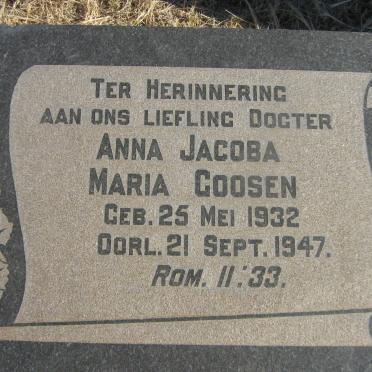 TER HERINNERING
AAN ONS LIEFLING DOGTER
ANNA JACOBA
MARIA GOOSEN
GEB. 25 MEI 1932
OORL. 21 SEPT. 1947.
ROM. 11:33.